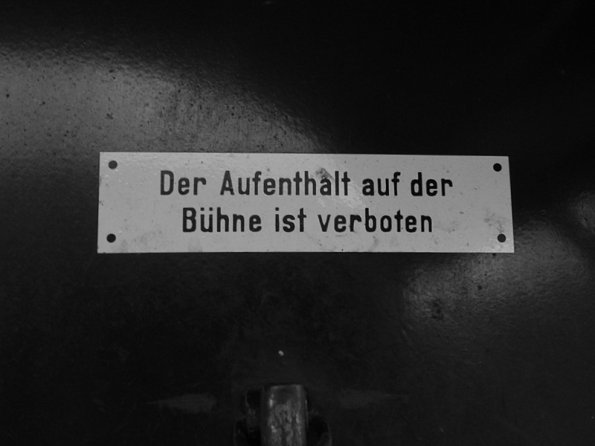 Der Aufenthalt auf der
Bühne ist verboten